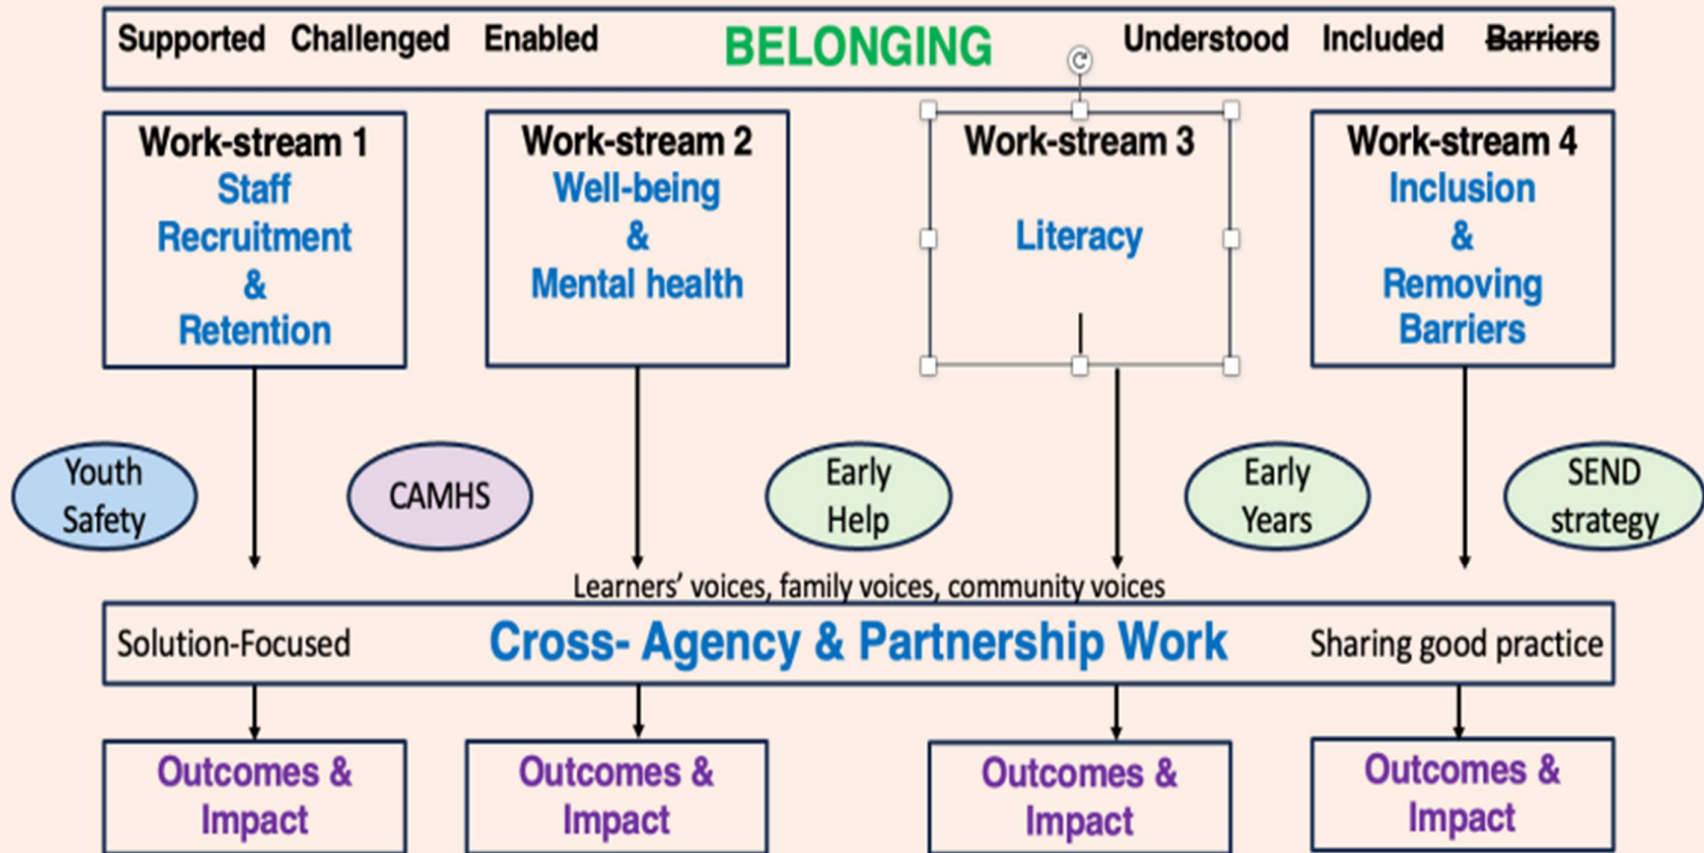 Supported Challenged Enabled BELONGING Understood Included Barriers
Work-stream 1
Staff
Recruitment
&
Retention
Work-stream 2
Well-being
&
Mental health
Work-stream 3
Literacy
Work-stream 4
Inclusion
&
Removing
Barriers
Youth
Safety
CAMHS
Early
Help
Early
Years
SEND
strategy
Learners’ voices, family voices, community voices
Solution-Focused Cross- Agency & Partnership Work Sharing good practice
Outcomes &
Impact
Outcomes &
Impact
Outcomes &
Impact
Outcomes &
Impact